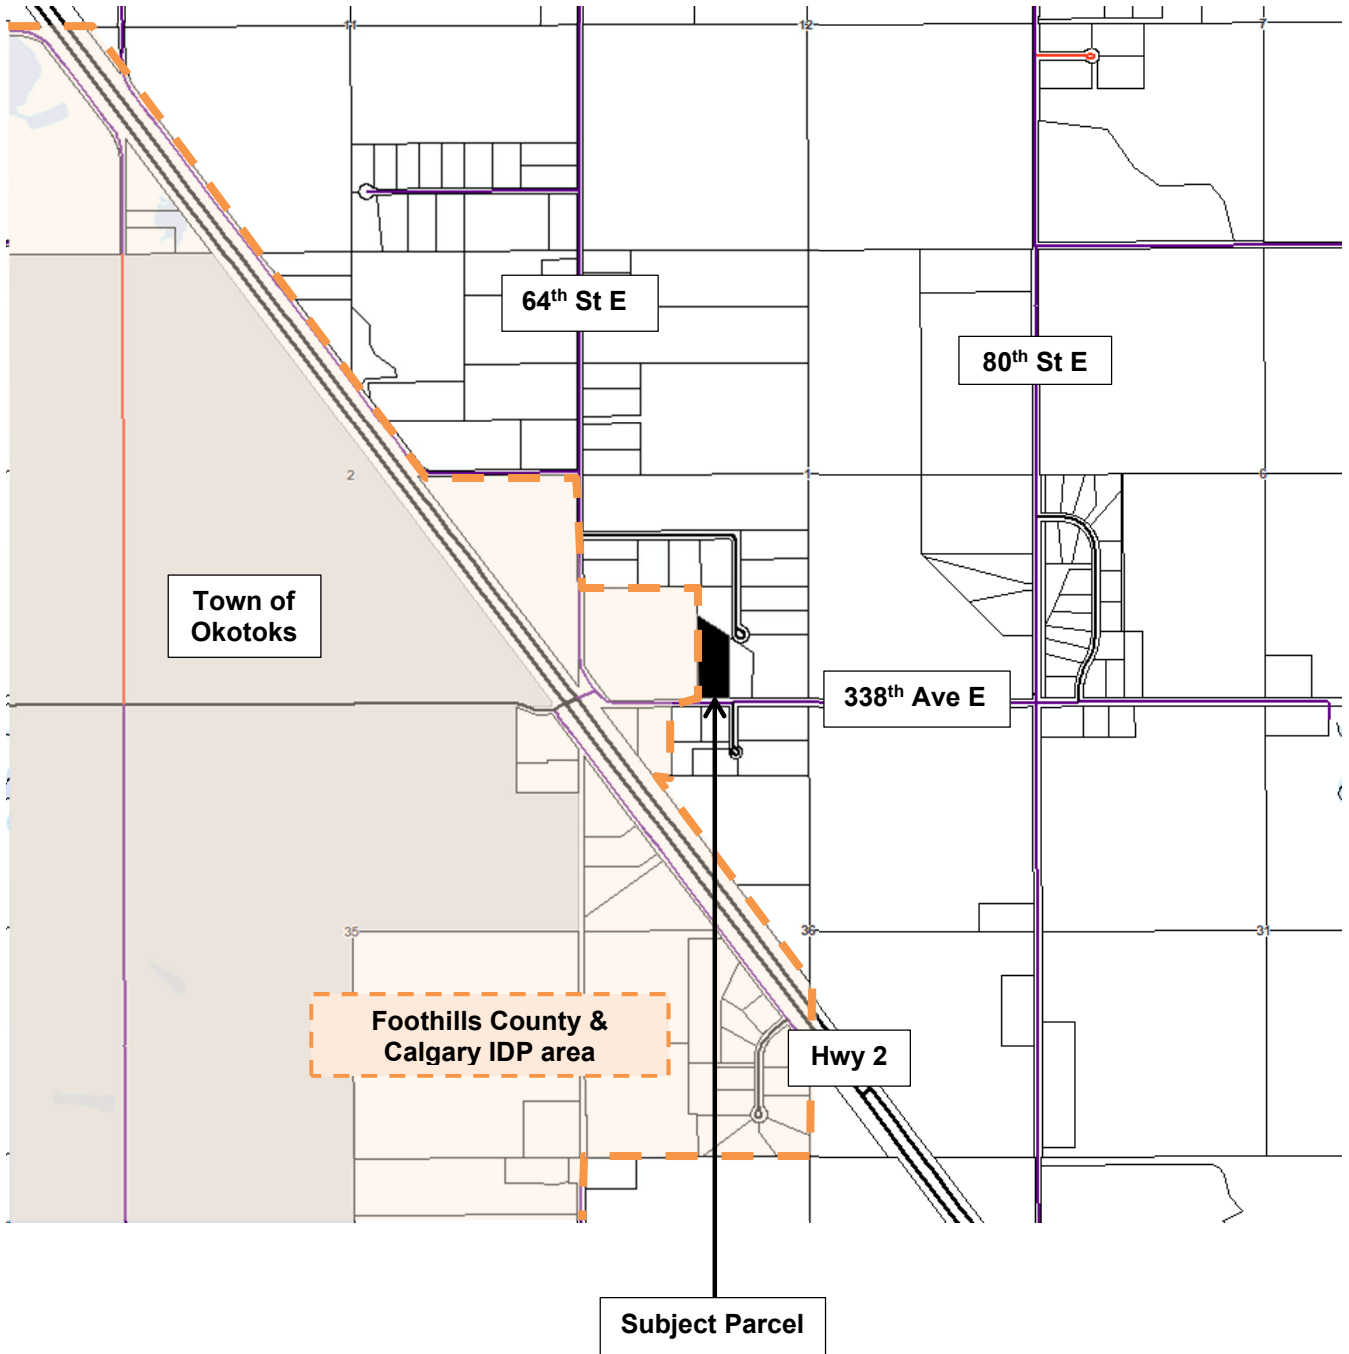 11
12
7
64th St E
80th St E
2
1
6
Town of
Okotoks
338th Ave E
35
36
31
Foothills County &
Calgary IDP area
Hwy 2
Subject Parcel